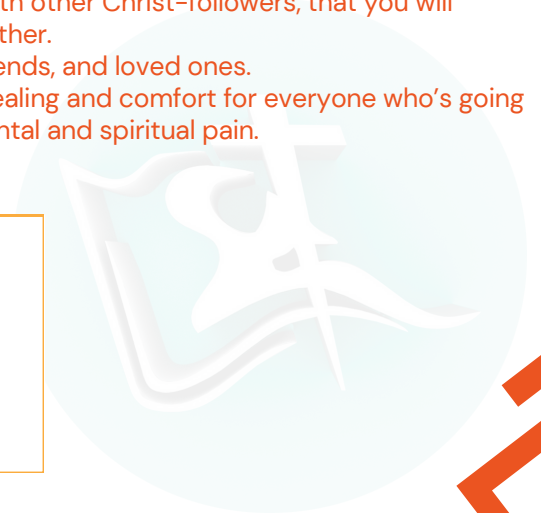 th other Christ-followers, that you will
ther.
ends, and loved ones.
ealing and comfort for everyone who's going
ntal and spiritual pain.